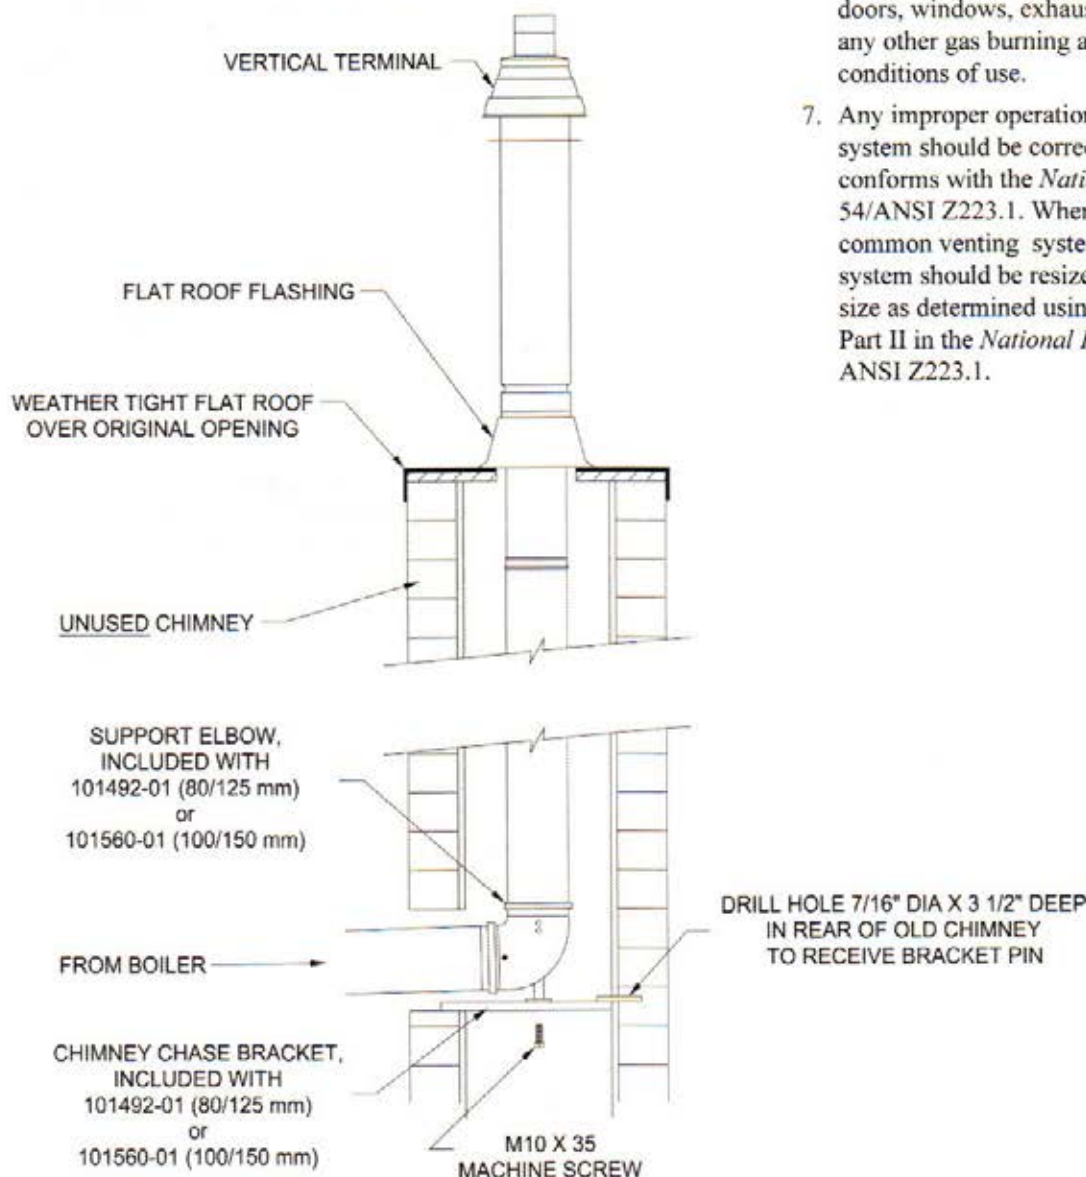 VERTICAL TERMINAL
FLAT ROOF FLASHING
WEATHER TIGHT FLAT ROOF
OVER ORIGINAL OPENING
UNUSED CHIMNEY
SUPPORT ELBOW,
INCLUDED WITH
101492-01 (80/125 mm)
or
101560-01 (100/150 mm)
FROM BOILER
CHIMNEY CHASE BRACKET,
INCLUDED WITH
101492-01 (80/125 mm)
or
101560-01 (100/150 mm)
M10 X 35
MACHINE SCREW
DRILL HOLE 7/16" DIA X 3 1/2" DEEP
IN REAR OF OLD CHIMNEY
TO RECEIVE BRACKET PIN
doors, windows, exhaus
any other gas burning a
conditions of use.
7. Any improper operation
system should be correc
conforms with the Nati
54/ANSI Z223.1. When
common venting syste
system should be resize
size as determined usin
Part II in the National
ANSI Z223.1.